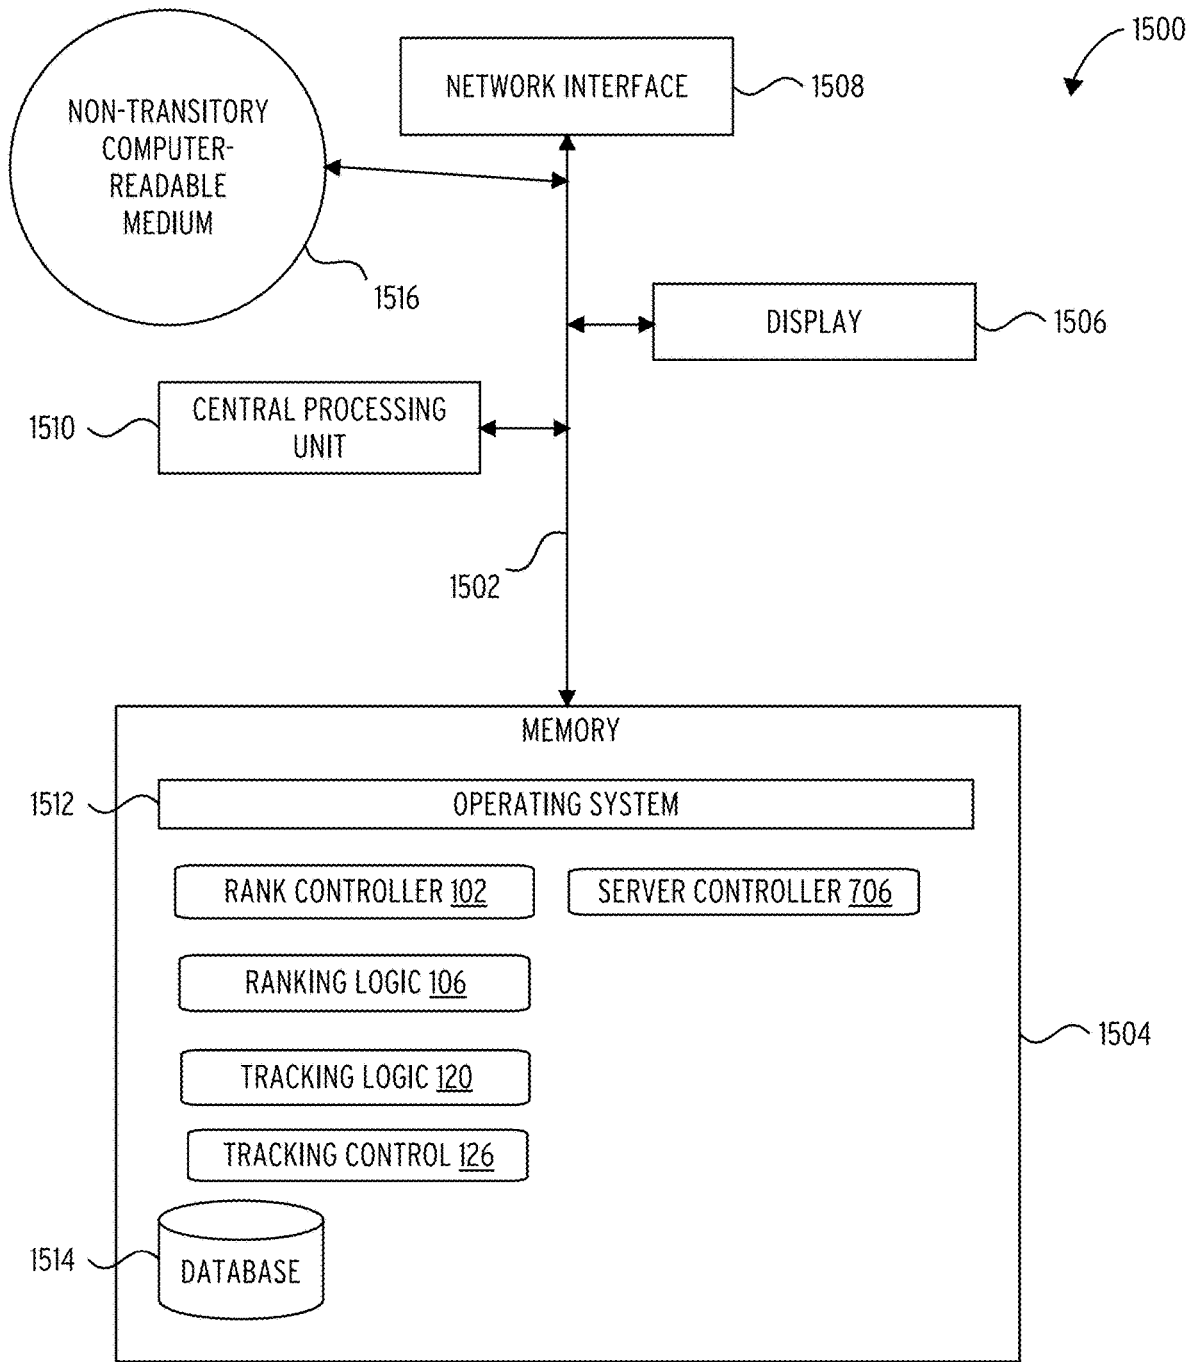 1500
NON-TRANSITORY
COMPUTER-
READABLE
MEDIUM
NETWORK INTERFACE
1508
1516
DISPLAY
1506
1510
CENTRAL PROCESSING
UNIT
1502
MEMORY
1512
OPERATING SYSTEM
RANK CONTROLLER 102
SERVER CONTROLLER 706
RANKING LOGIC 106
1504
TRACKING LOGIC 120
TRACKING CONTROL 126
1514
DATABASE